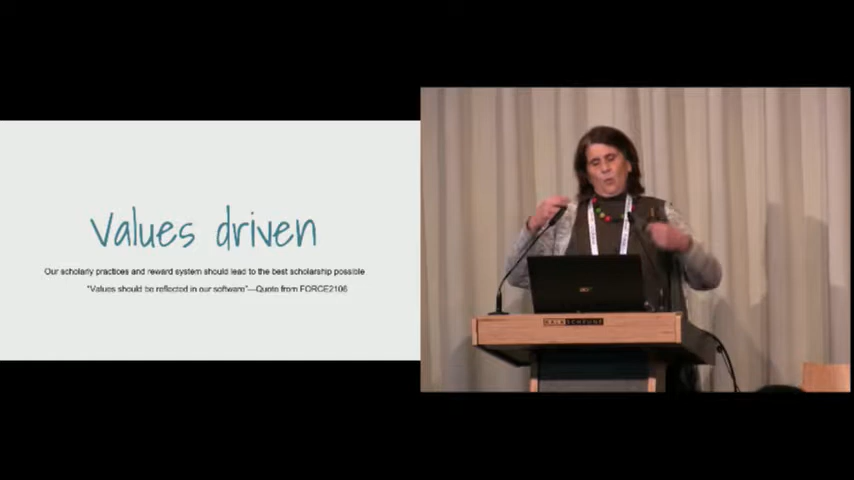 Values driven
Our scholarly practices and reward system should lead to the best scholarship possible
"Values should be reflected in our software"—Quote from FORCE2106
KALKSCHEUNE